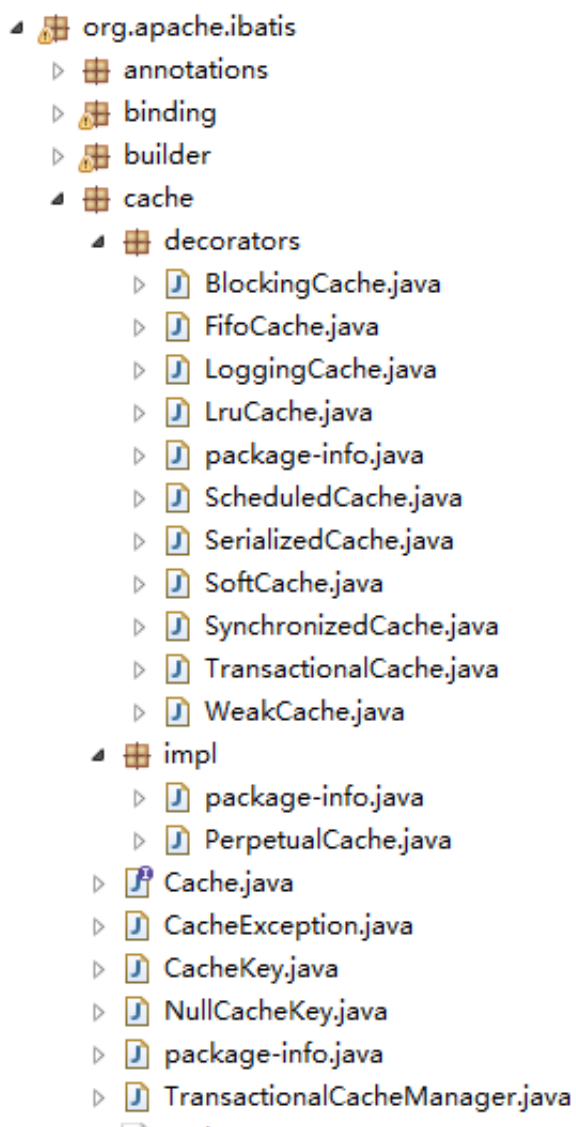 org.apache.ibatis
annotations
binding
builder
cache
decorators
BlockingCache.java
FifoCache.java
LoggingCache.java
LruCache.java
package-info.java
ScheduledCache.java
SerializedCache.java
SoftCache.java
SynchronizedCache.java
TransactionalCache.java
WeakCache.java
impl
package-info.java
PerpetualCache.java
Cache.java
CacheException.java
CacheKey.java
NullCacheKey.java
package-info.java
TransactionalCacheManager.java